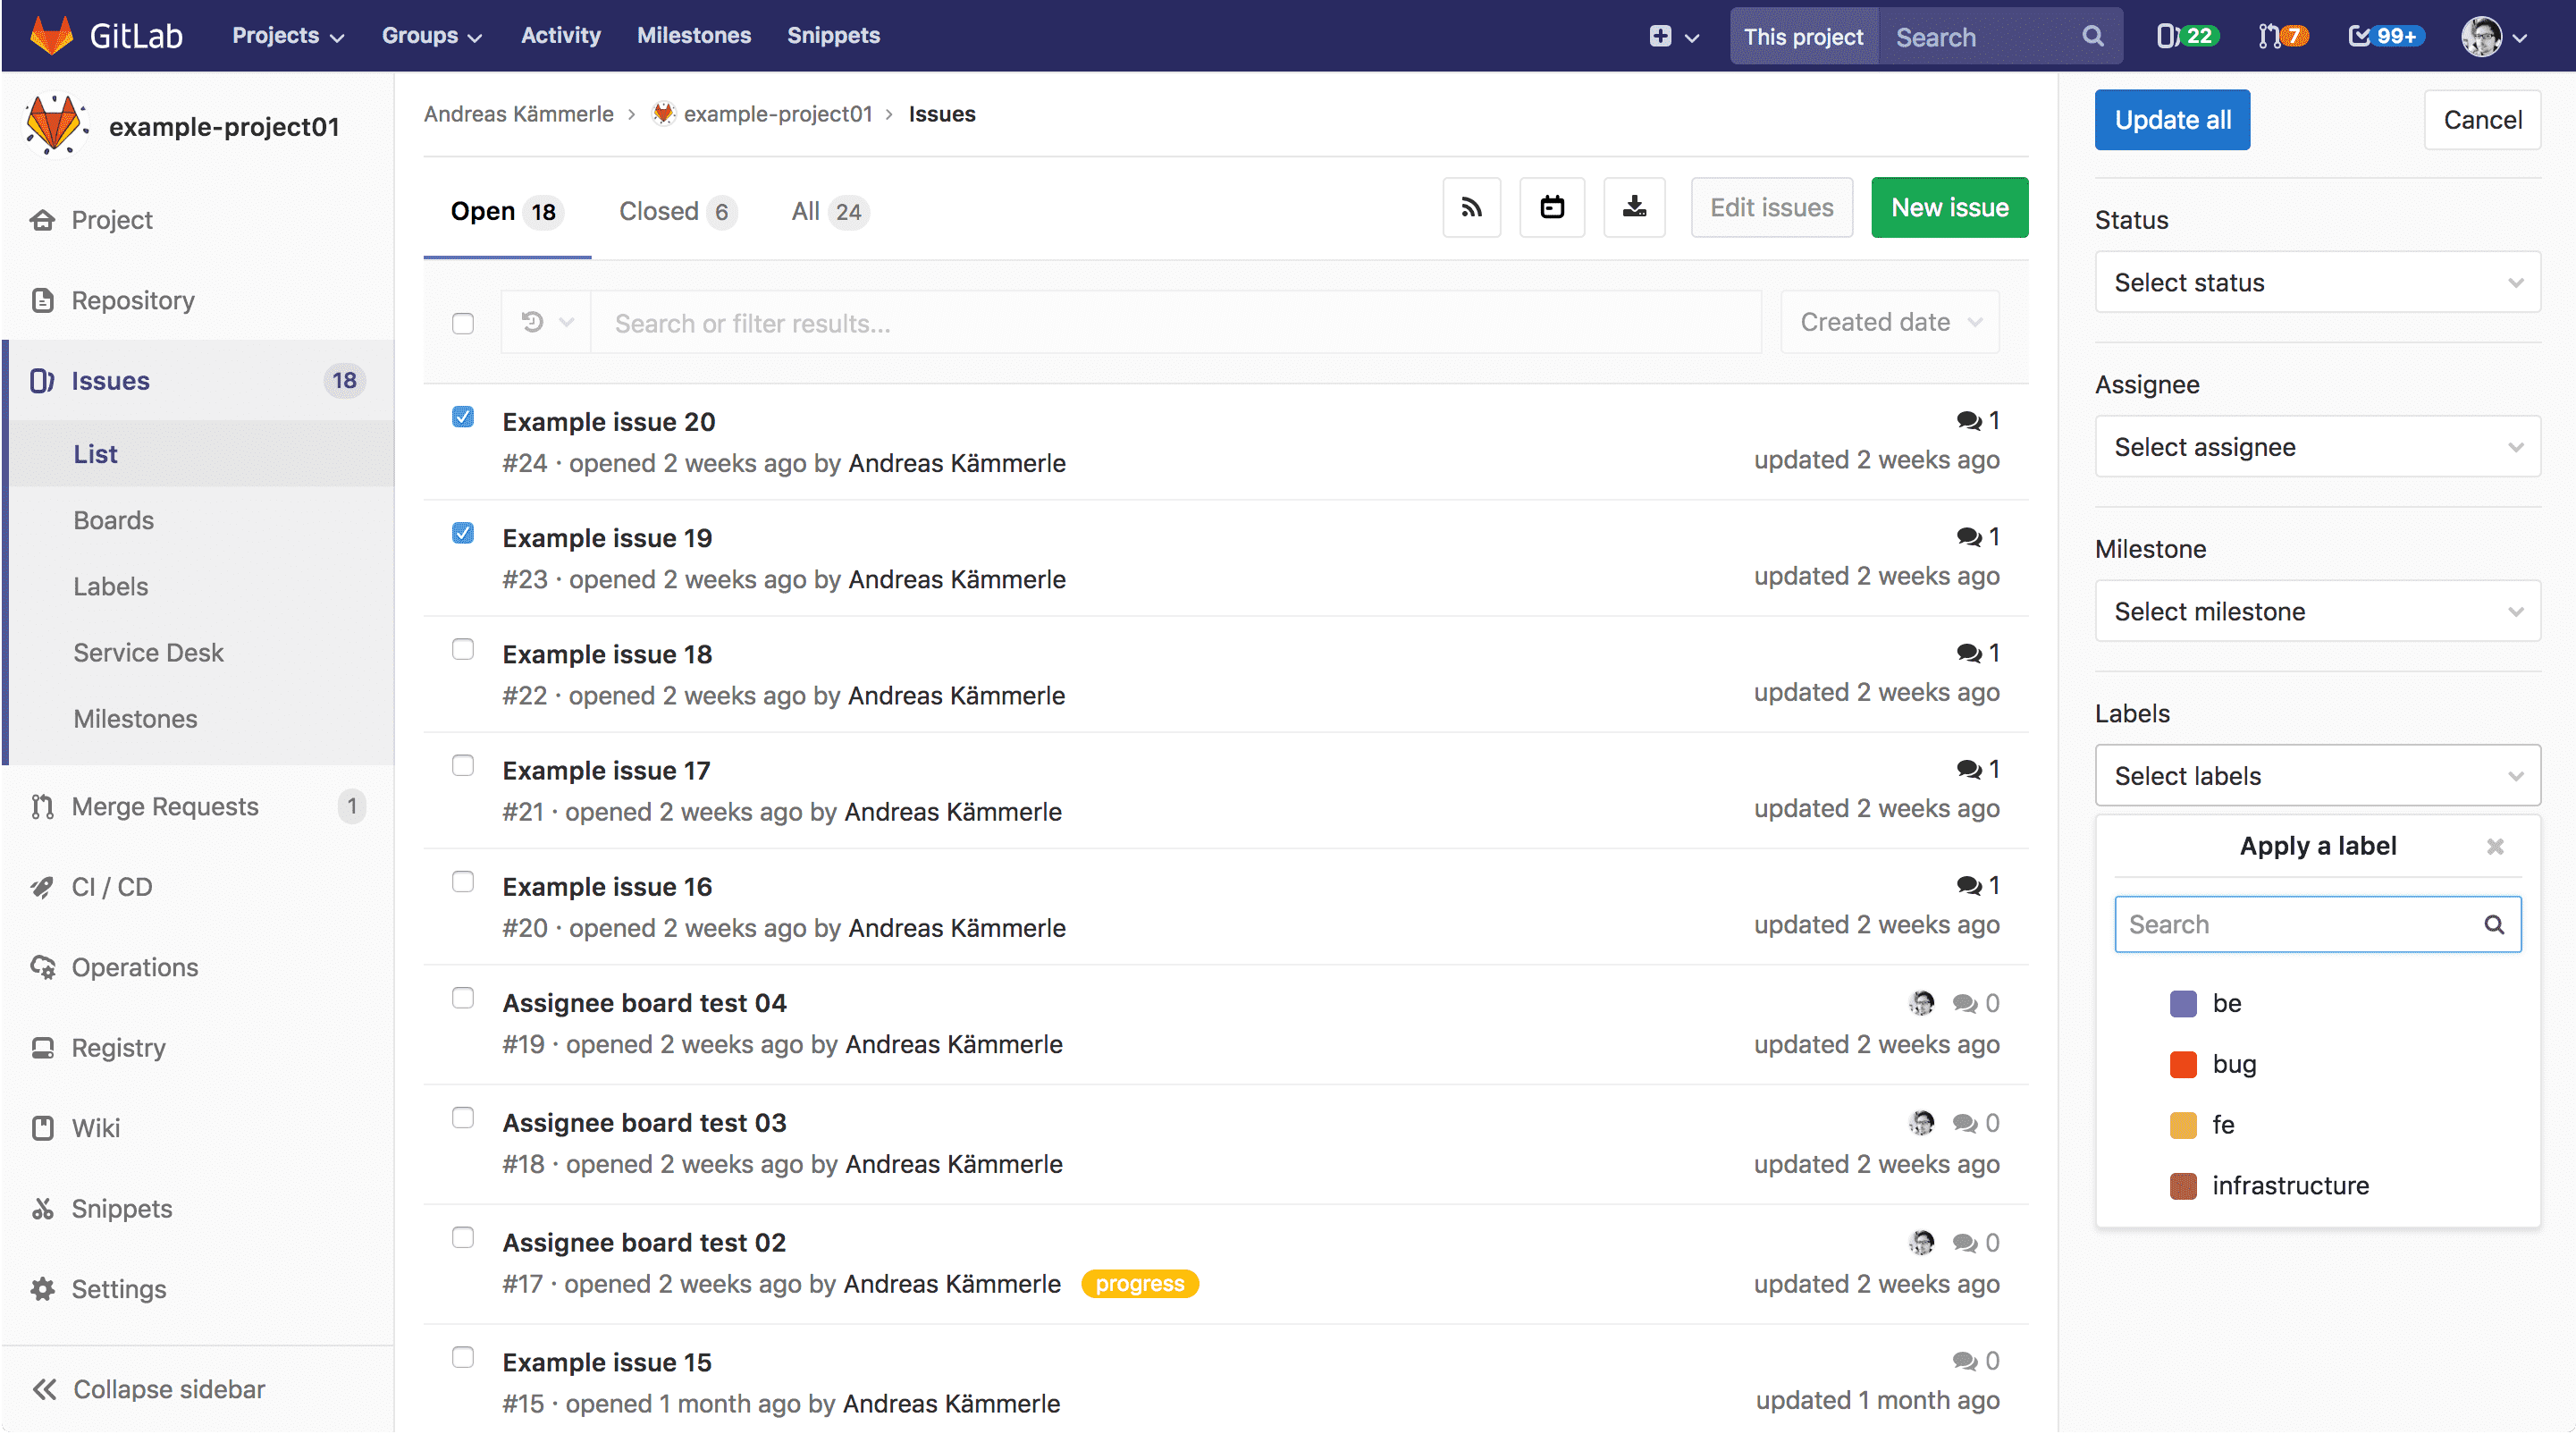 GitLab Projects Groups Activity Milestones Snippets This project Search 22 7 99+
example-project01
Project
Repository
Issues 18
List
Boards
Labels
Service Desk
Milestones
Merge Requests 1
CI / CD
Operations
Registry
Wiki
Snippets
Settings
Collapse sidebar
Andreas Kämmerle › example-project01 › Issues
Open 18 Closed 6 All 24 Edit issues New issue
Search or filter results... Created date
Example issue 20 1
#24 · opened 2 weeks ago by Andreas Kämmerle updated 2 weeks ago
Example issue 19 1
#23 · opened 2 weeks ago by Andreas Kämmerle updated 2 weeks ago
Example issue 18 1
#22 · opened 2 weeks ago by Andreas Kämmerle updated 2 weeks ago
Example issue 17 1
#21 · opened 2 weeks ago by Andreas Kämmerle updated 2 weeks ago
Example issue 16 1
#20 · opened 2 weeks ago by Andreas Kämmerle updated 2 weeks ago
Assignee board test 04 0
#19 · opened 2 weeks ago by Andreas Kämmerle updated 2 weeks ago
Assignee board test 03 0
#18 · opened 2 weeks ago by Andreas Kämmerle updated 2 weeks ago
Assignee board test 02 0
#17 · opened 2 weeks ago by Andreas Kämmerle progress updated 2 weeks ago
Example issue 15 0
#15 · opened 1 month ago by Andreas Kämmerle updated 1 month ago
Update all Cancel
Status
Select status
Assignee
Select assignee
Milestone
Select milestone
Labels
Select labels
Apply a label
Search
be
bug
fe
infrastructure